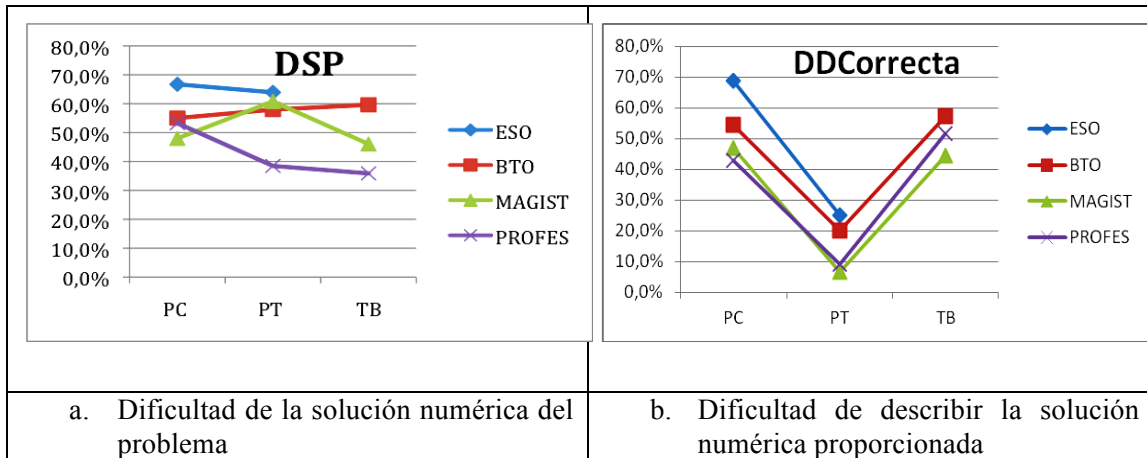 DSP
80,0%
70,0%
60,0%
50,0%
40,0%
30,0%
20,0%
10,0%
0,0%
PC PT TB
ESO
BTO
MAGIST
PROFES
DDCorrecta
80,0%
70,0%
60,0%
50,0%
40,0%
30,0%
20,0%
10,0%
0,0%
PC PT TB
ESO
BTO
MAGIST
PROFES
a. Dificultad de la solución numérica del
problema
b. Dificultad de describir la solución
numérica proporcionada